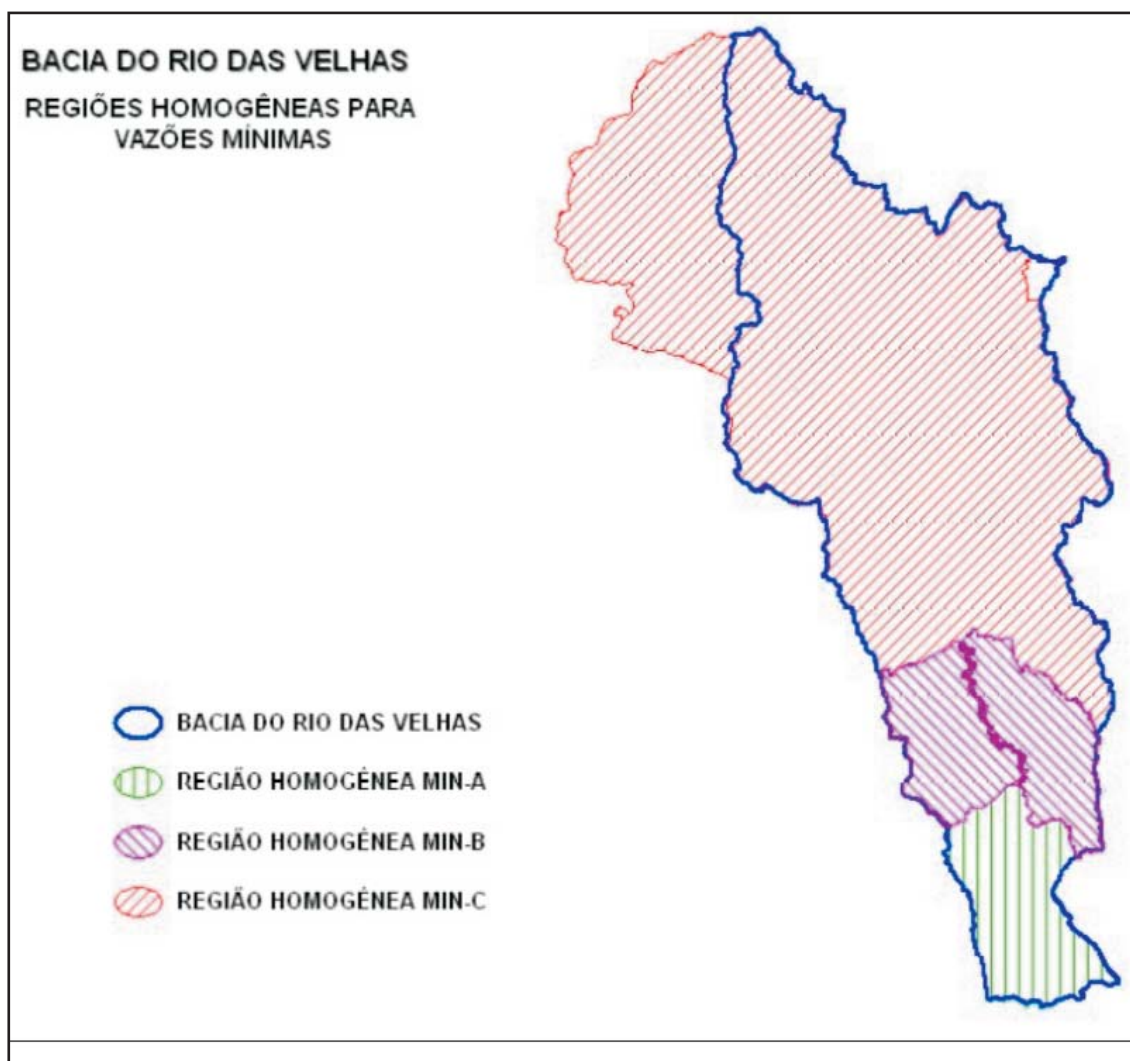 BACIA DO RIO DAS VELHAS
REGIÕES HOMOGÊNEAS PARA
VAZÕES MÍNIMAS
BACIA DO RIO DAS VELHAS
REGIÃO HOMOGÊNEA MIN-A
REGIÃO HOMOGÊNEA MIN-B
REGIÃO HOMOGÊNEA MIN-C